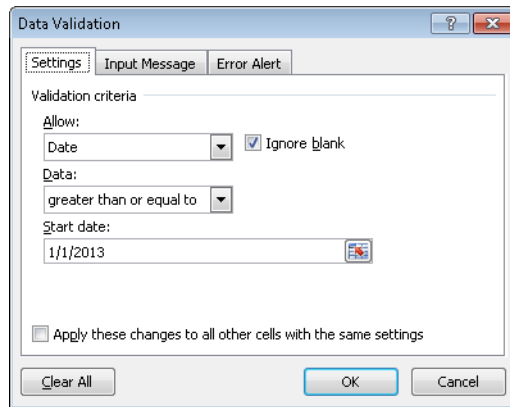 Data Validation
Settings Input Message Error Alert
Validation criteria
Allow:
Date Ignore blank
Data:
greater than or equal to
Start date:
1/1/2013
Apply these changes to all other cells with the same settings
Clear All OK Cancel